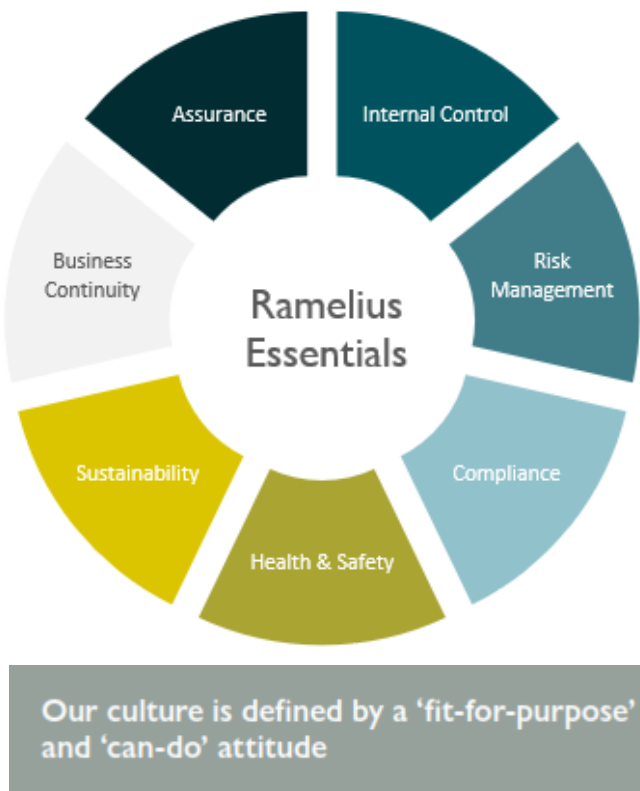 Assurance
Internal Control
Business
Continuity
Risk
Management
Ramelius
Essentials
Sustainability
Compliance
Health & Safety
Our culture is defined by a ‘fit-for-purpose’
and ‘can-do’ attitude